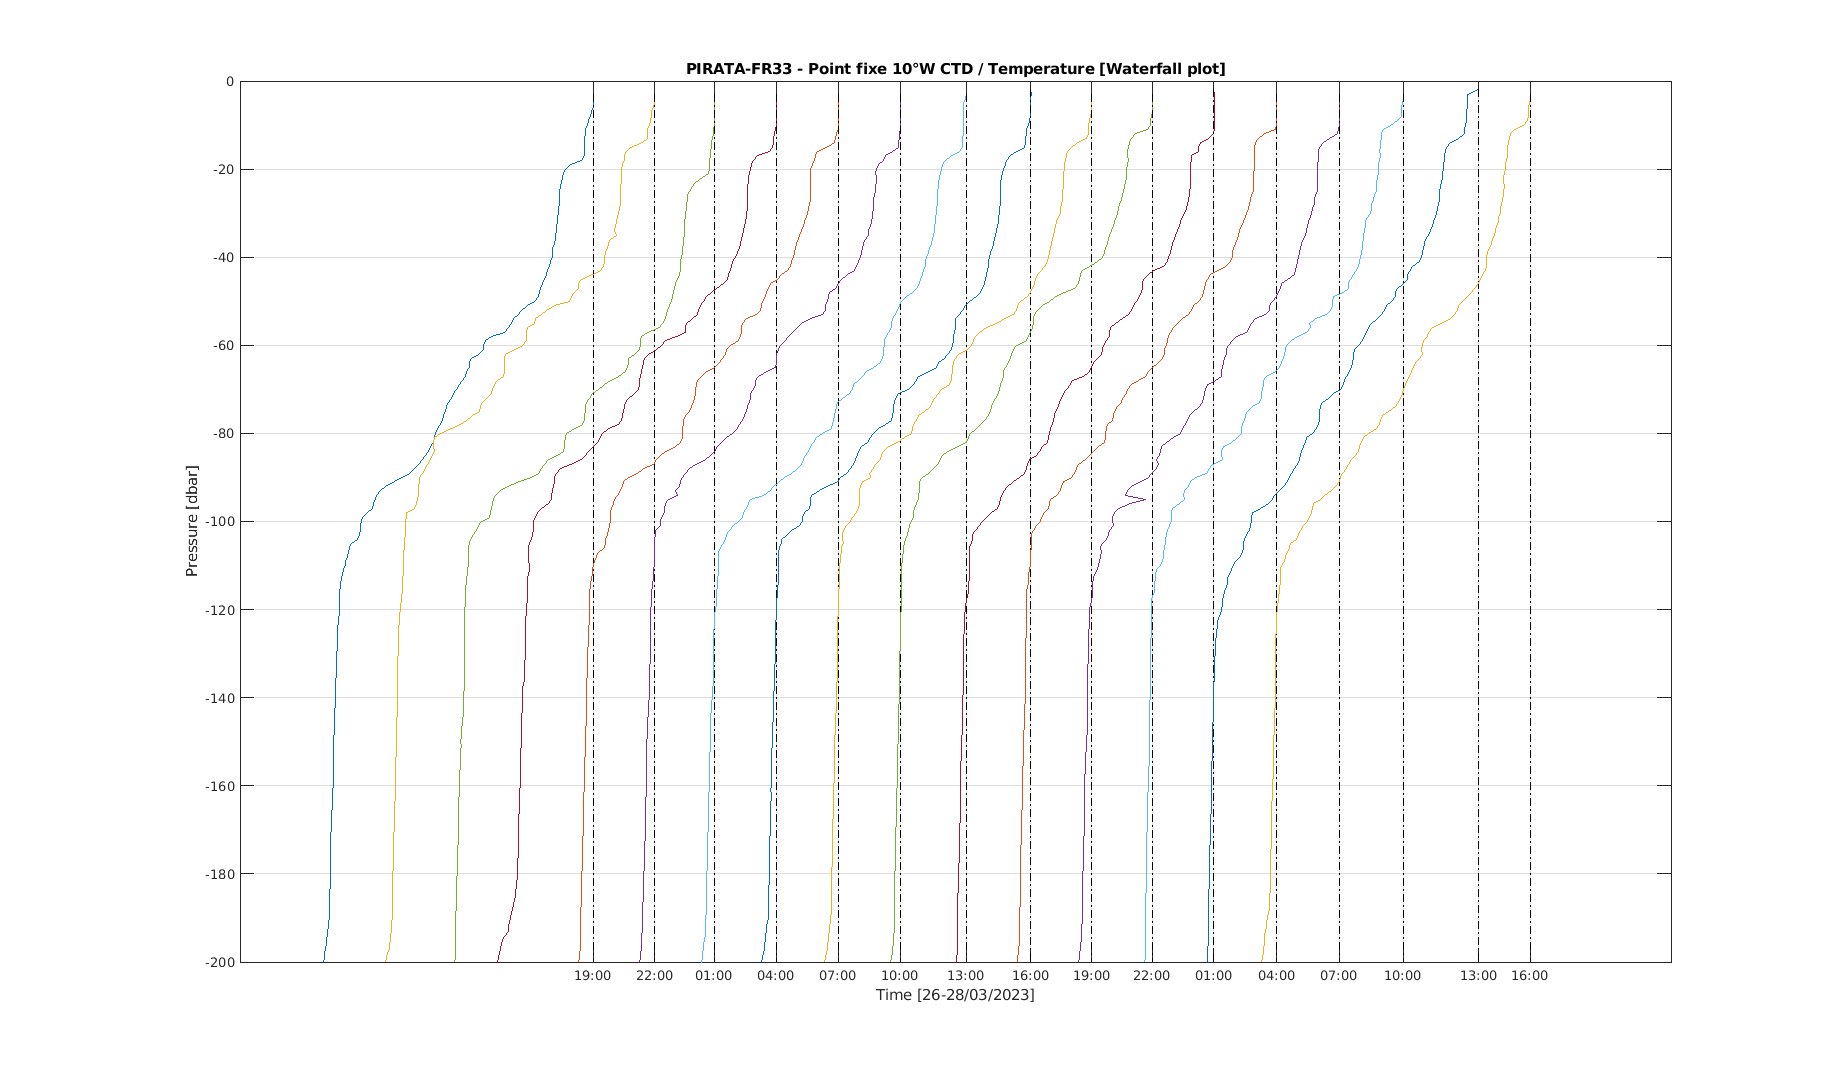 PIRATA-FR33 - Point fixe 10°W CTD / Temperature [Waterfall plot]
0
-20
-40
-60
-80
-100
-120
-140
-160
-180
-200
Pressure [dbar]
19:00 22:00 01:00 04:00 07:00 10:00 13:00 16:00 19:00 22:00 01:00 04:00 07:00 10:00 13:00 16:00
Time [26-28/03/2023]